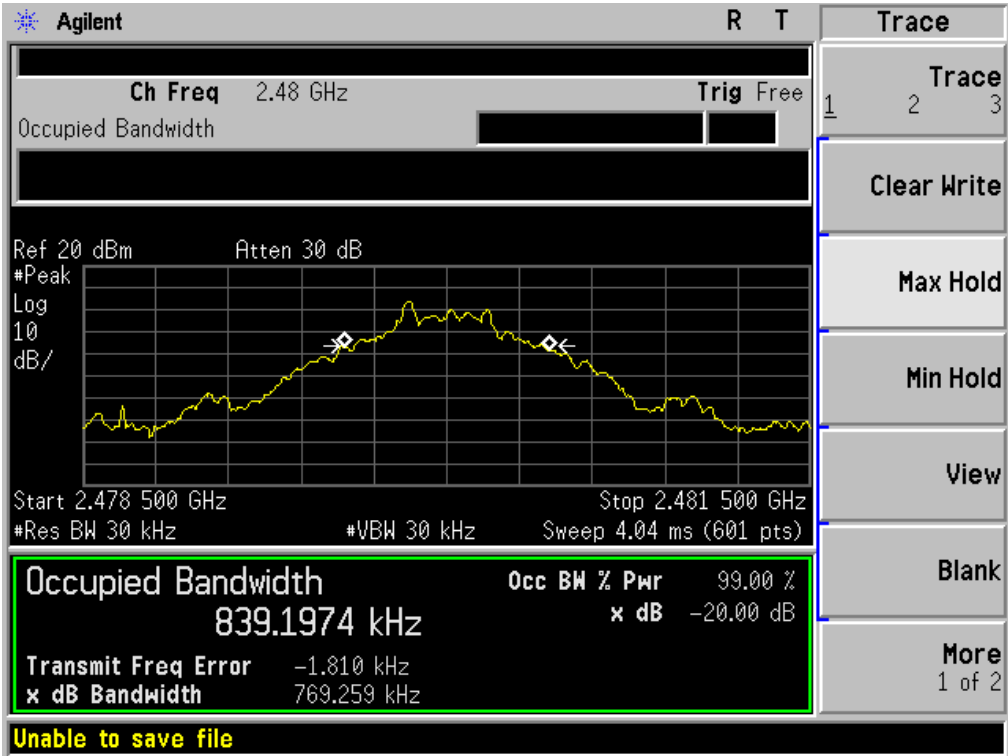 Agilent R T
Trace
Ch Freq 2.48 GHz Trig Free
Occupied Bandwidth
Trace
1 2 3
Clear Write
Max Hold
Min Hold
View
Blank
More
1 of 2
Ref 20 dBm Atten 30 dB
#Peak
Log
10
dB/
Start 2.478 500 GHz Stop 2.481 500 GHz
#Res BW 30 kHz #VBW 30 kHz Sweep 4.04 ms (601 pts)
Occupied Bandwidth
839.1974 kHz
Occ BW % Pwr 99.00 %
x dB -20.00 dB
Transmit Freq Error -1.810 kHz
x dB Bandwidth 769.259 kHz
Unable to save file